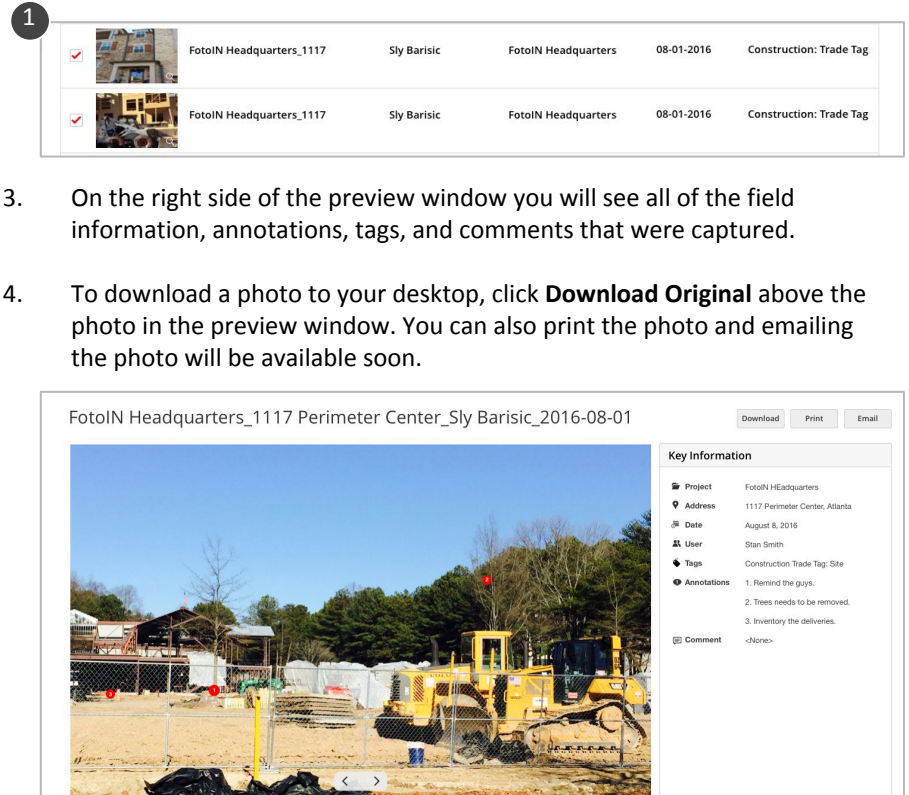 1
FotoIN Headquarters_1117 Sly Barisic FotoIN Headquarters 08-01-2016 Construction: Trade Tag
FotoIN Headquarters_1117 Sly Barisic FotoIN Headquarters 08-01-2016 Construction: Trade Tag
3. On the right side of the preview window you will see all of the field
information, annotations, tags, and comments that were captured.
4. To download a photo to your desktop, click Download Original above the
photo in the preview window. You can also print the photo and emailing
the photo will be available soon.
FotoIN Headquarters_1117 Perimeter Center_Sly Barisic_2016-08-01 Download Print Email
Key Information
Project FotoIN HEadquarters
Address 1117 Perimeter Center, Atlanta
Date August 8, 2016
User Stan Smith
Tags Construction Trade Tag: Site
Annotations 1. Remind the guys.
2. Trees needs to be removed.
3. Inventory the deliveries.
Comment <None>
2
3
1